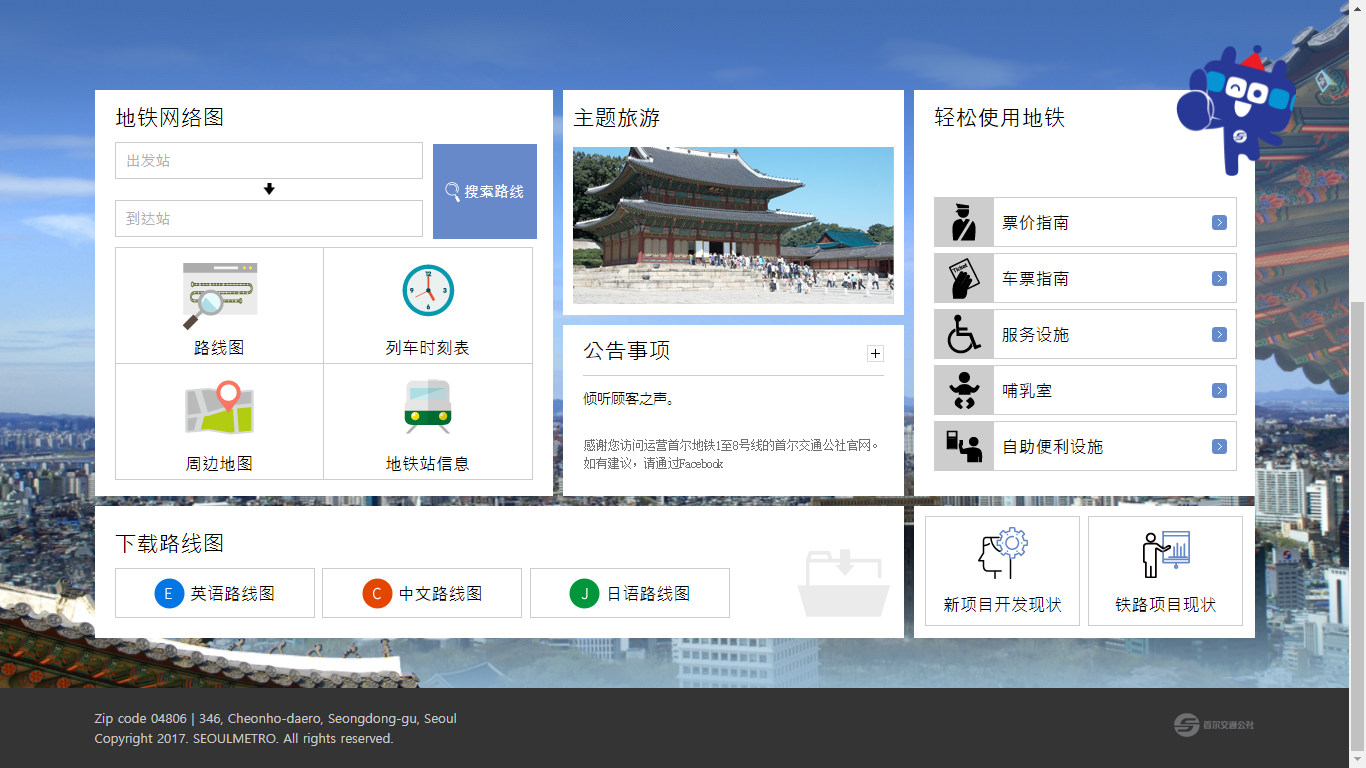 地铁网络图
出发站
到达站
搜索路线
路线图
列车时刻表
周边地图
地铁站信息
主题旅游
公告事项
倾听顾客之声。
感谢您访问运营首尔地铁1至8号线的首尔交通公社官网。
如有建议，请通过Facebook
轻松使用地铁
票价指南
车票指南
服务设施
哺乳室
自助便利设施
下载路线图
E 英语路线图
C 中文路线图
J 日语路线图
新项目开发现状
铁路项目现状
Zip code 04806 | 346, Cheonho-daero, Seongdong-gu, Seoul
Copyright 2017. SEOULMETRO. All rights reserved.
首尔交通公社